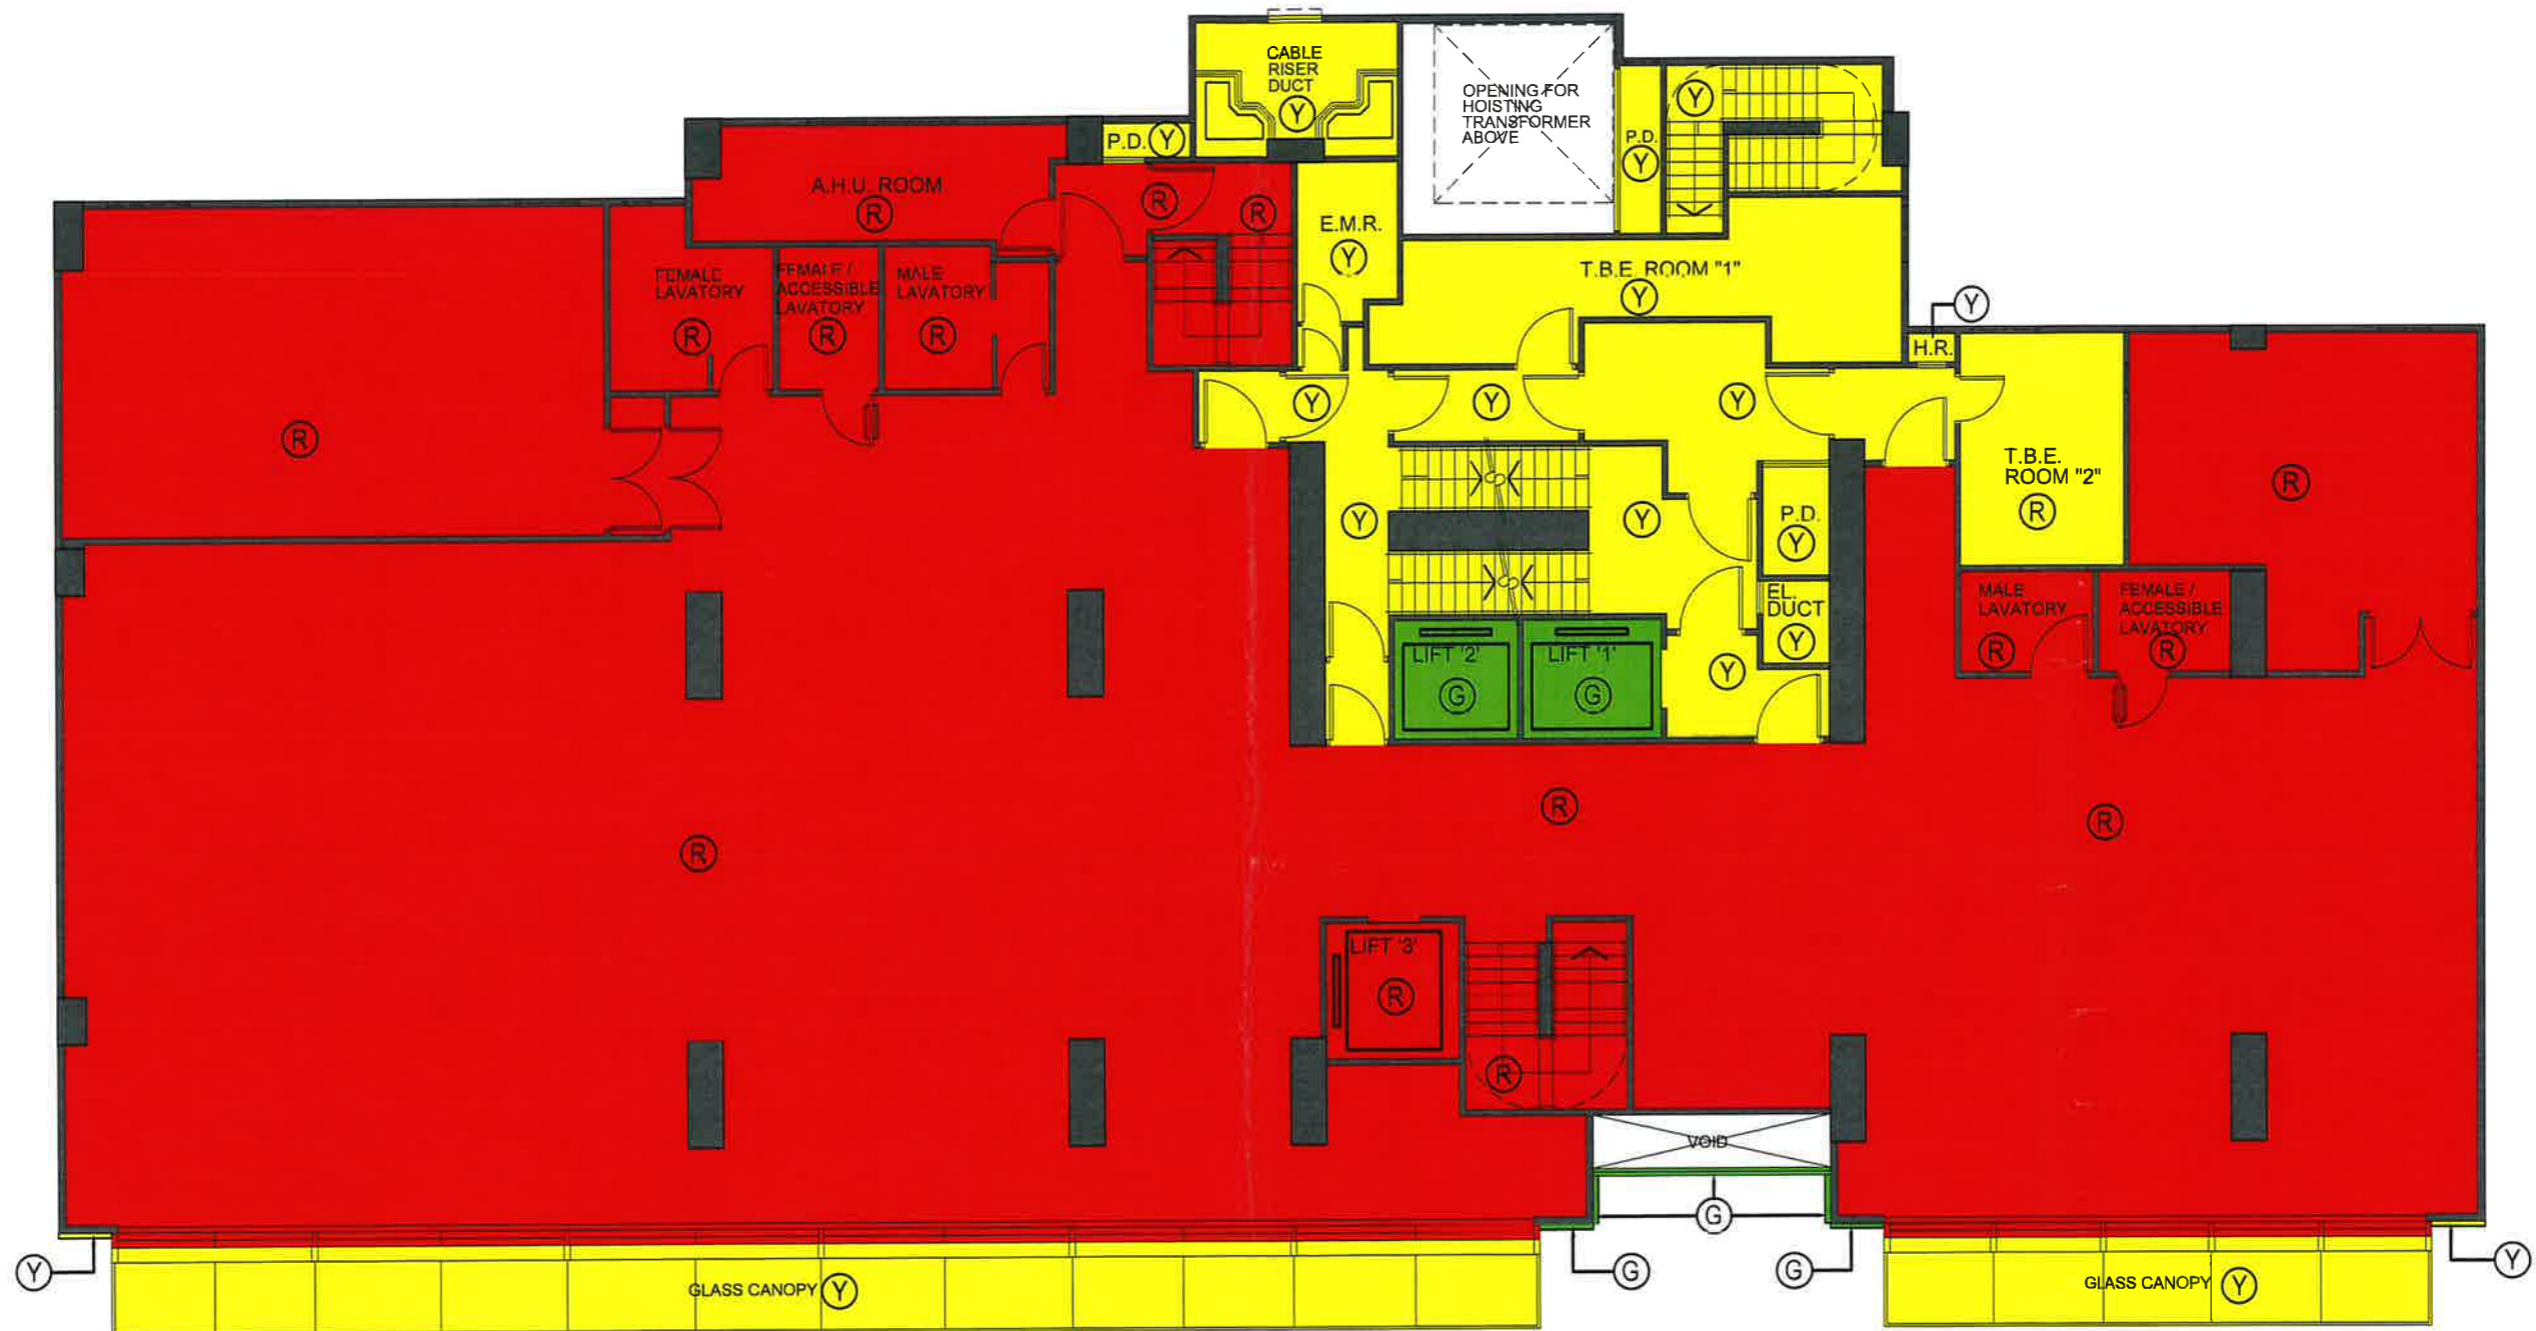 CABLE
RISER
DUCT
Y
OPENING FOR
HOISTING
TRANSFORMER
ABOVE
Y
P.D.
Y
P.D.
Y
A.H.U. ROOM
R
R
R
E.M.R.
Y
T.B.E. ROOM "1"
Y
Y
H.R.
FEMALE
LAVATORY
R
FEMALE /
ACCESSIBLE
LAVATORY
R
MALE
LAVATORY
R
R
Y
Y
Y
T.B.E.
ROOM "2"
R
R
Y
Y
P.D.
Y
EL.
DUCT
Y
MALE
LAVATORY
R
FEMALE /
ACCESSIBLE
LAVATORY
R
LIFT '2'
G
LIFT '1'
G
Y
R
R
R
LIFT '3'
R
R
VOID
G
Y
GLASS CANOPY
Y
G
G
GLASS CANOPY
Y
Y